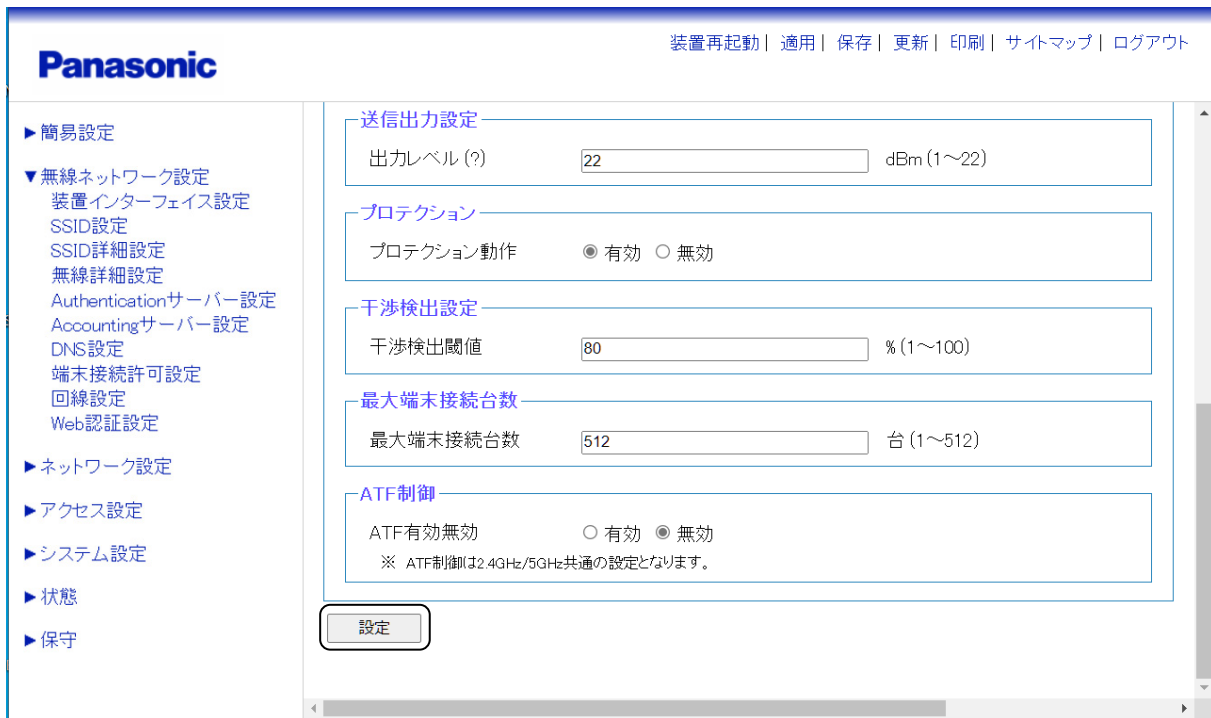 装置再起動| 適用| 保存| 更新| 印刷| サイトマップ| ログアウト
Panasonic
▶簡易設定
▼無線ネットワーク設定
装置インターフェイス設定
SSID設定
SSID詳細設定
無線詳細設定
Authenticationサーバー設定
Accountingサーバー設定
DNS設定
端末接続許可設定
回線設定
Web認証設定
▶ネットワーク設定
▶アクセス設定
▶システム設定
▶状態
▶保守
送信出力設定
出力レベル(?) 22 dBm(1～22)
プロテクション
プロテクション動作 有効 無効
干渉検出設定
干渉検出閾値 80 %(1～100)
最大端末接続台数
最大端末接続台数 512 台(1～512)
ATF制御
ATF有効無効 有効 無効
※ ATF制御は2.4GHz/5GHz共通の設定となります。
設定